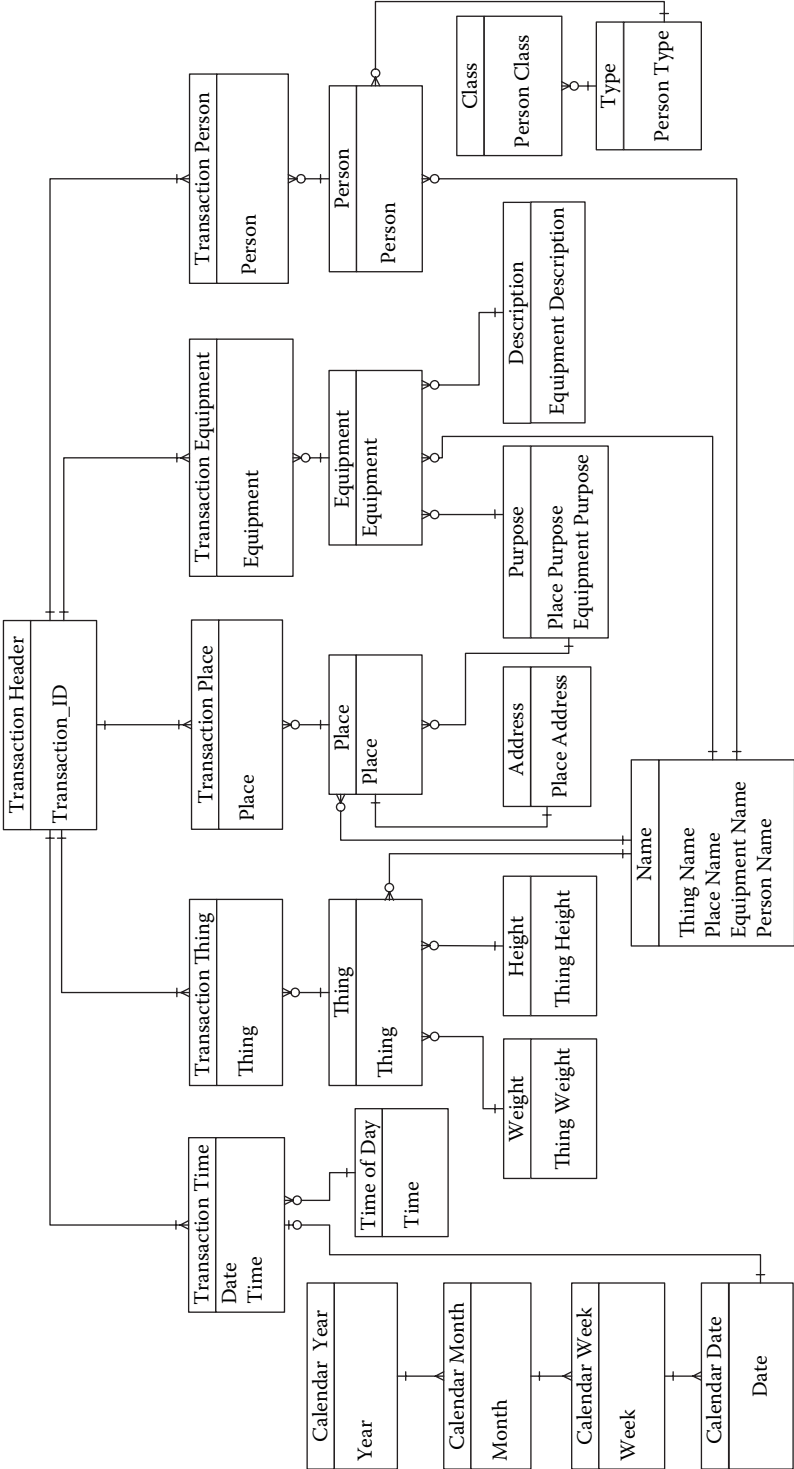 Transaction Header
Transaction_ID
Transaction Time
Date
Time
Transaction Thing
Thing
Transaction Place
Place
Transaction Equipment
Equipment
Transaction Person
Person
Calendar Year
Year
Calendar Month
Month
Calendar Week
Week
Calendar Date
Date
Time of Day
Time
Thing
Thing
Weight
Thing Weight
Height
Thing Height
Place
Place
Address
Place Address
Purpose
Place Purpose
Equipment Purpose
Equipment
Equipment
Description
Equipment Description
Person
Person
Class
Person Class
Type
Person Type
Name
Thing Name
Place Name
Equipment Name
Person Name